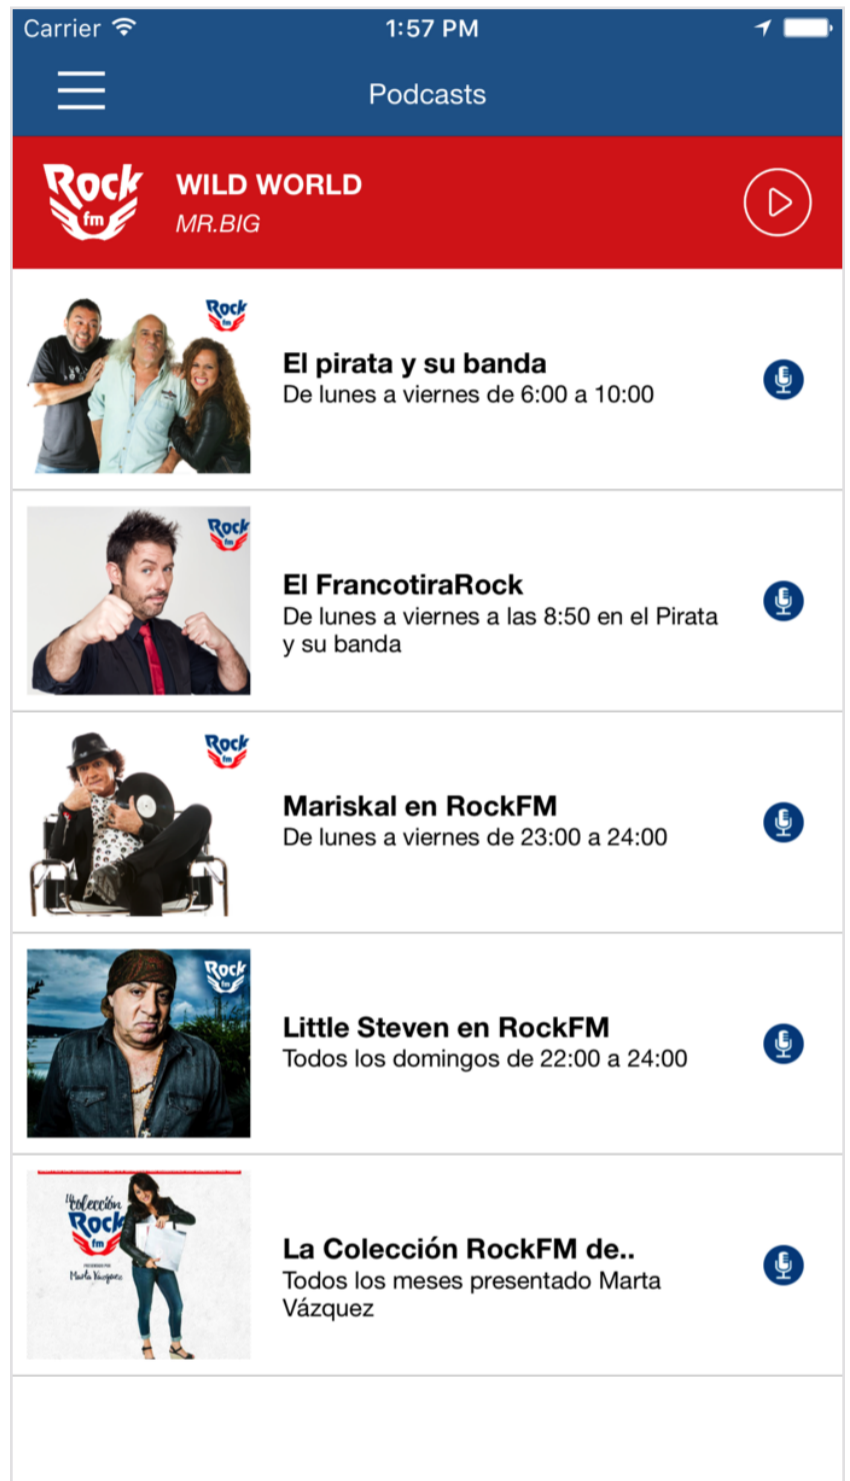 Carrier
1:57 PM
Podcasts
Rock
fm
WILD WORLD
MR.BIG
Rock
fm
El pirata y su banda
De lunes a viernes de 6:00 a 10:00
Rock
fm
El FrancotiraRock
De lunes a viernes a las 8:50 en el Pirata
y su banda
Rock
fm
Mariskal en RockFM
De lunes a viernes de 23:00 a 24:00
Rock
fm
Little Steven en RockFM
Todos los domingos de 22:00 a 24:00
la colección
Rock
fm
PRESENTADO POR
Marta Vázquez
La Colección RockFM de..
Todos los meses presentado Marta
Vázquez